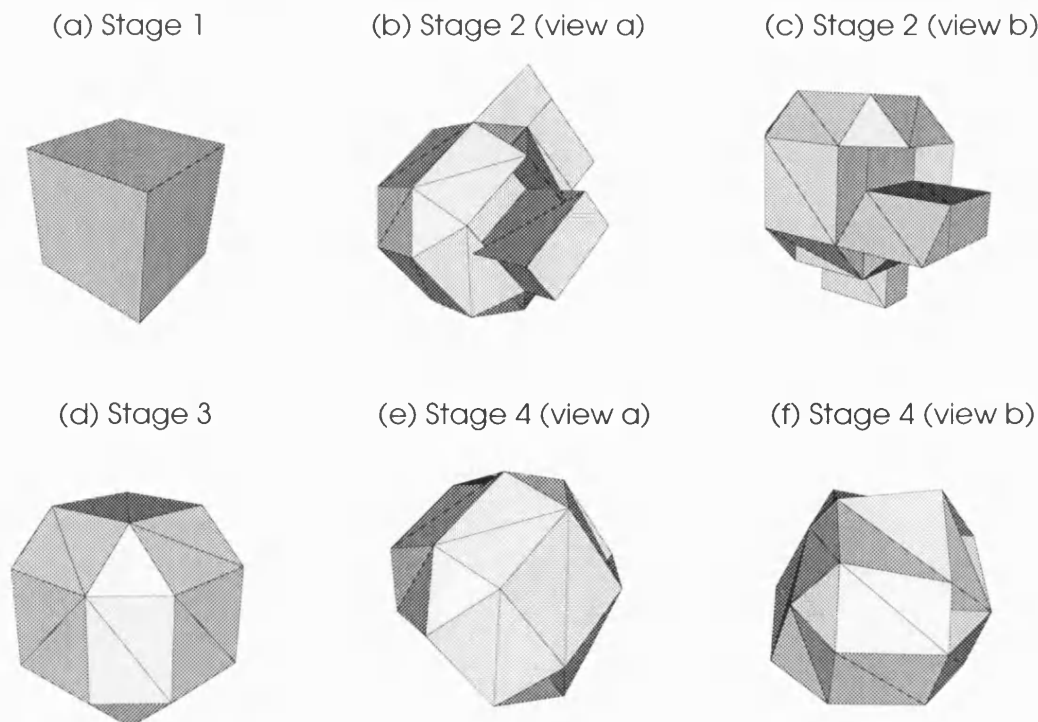 (a) Stage 1
(b) Stage 2 (view a)
(c) Stage 2 (view b)
(d) Stage 3
(e) Stage 4 (view a)
(f) Stage 4 (view b)